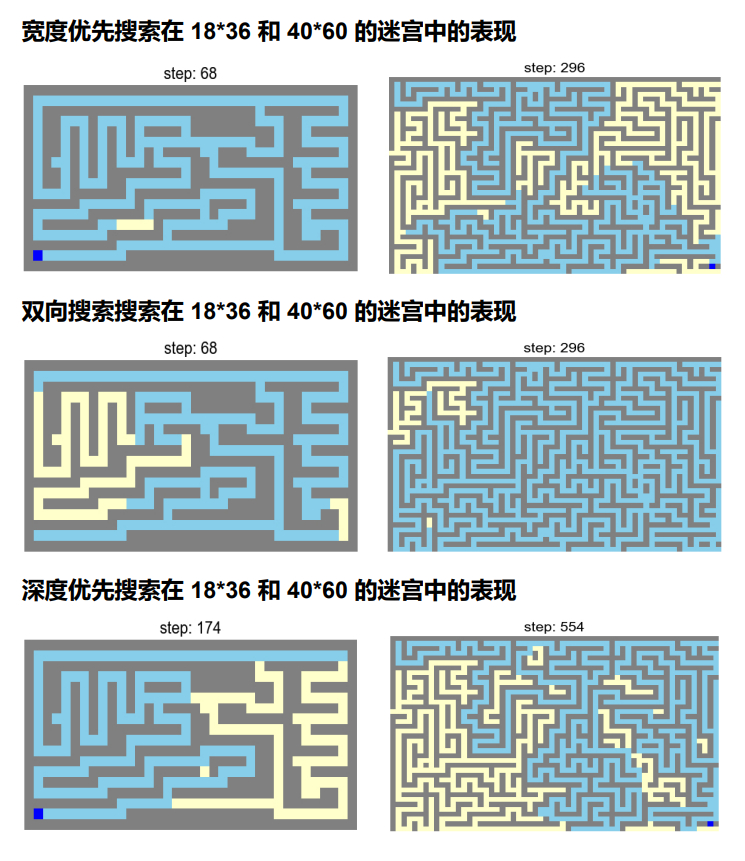 宽度优先搜索在 18*36 和 40*60 的迷宫中的表现
step: 68
step: 296
双向搜索搜索在 18*36 和 40*60 的迷宫中的表现
step: 68
step: 296
深度优先搜索在 18*36 和 40*60 的迷宫中的表现
step: 174
step: 554